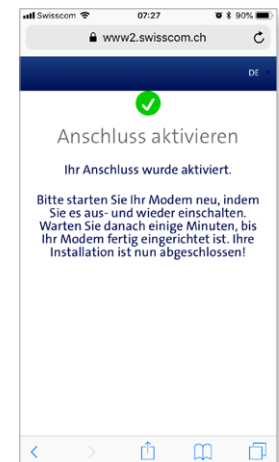 Swisscom 07:27 90%
www2.swisscom.ch
DE
Anschluss aktivieren
Ihr Anschluss wurde aktiviert.
Bitte starten Sie Ihr Modem neu, indem
Sie es aus- und wieder einschalten.
Warten Sie danach einige Minuten, bis
Ihr Modem fertig eingerichtet ist. Ihre
Installation ist nun abgeschlossen!